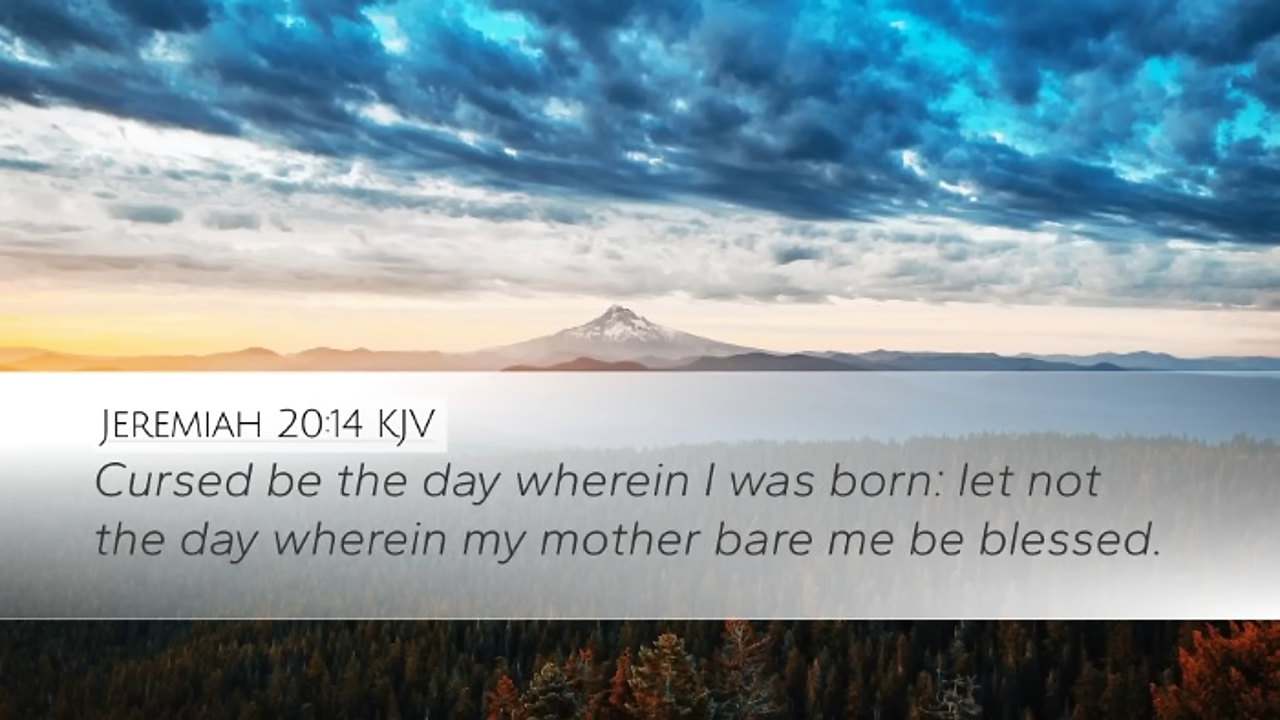 Jeremiah 20:14 KJV
Cursed be the day wherein I was born: let not
the day wherein my mother bare me be blessed.